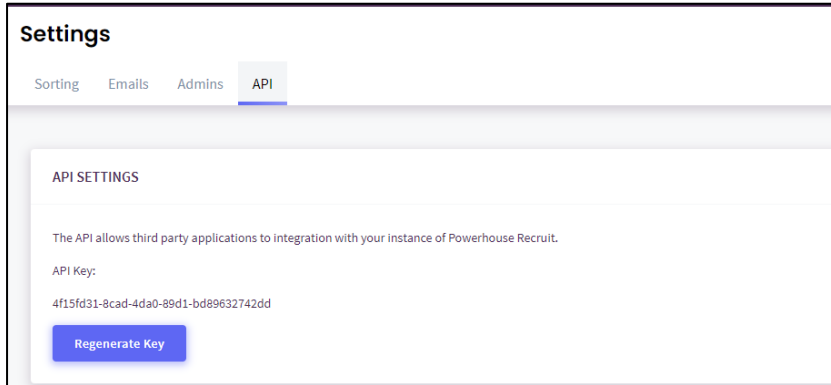 Settings
Sorting Emails Admins API
API SETTINGS
The API allows third party applications to integration with your instance of Powerhouse Recruit.
API Key:
4f15fd31-8cad-4da0-89d1-bd89632742dd
Regenerate Key